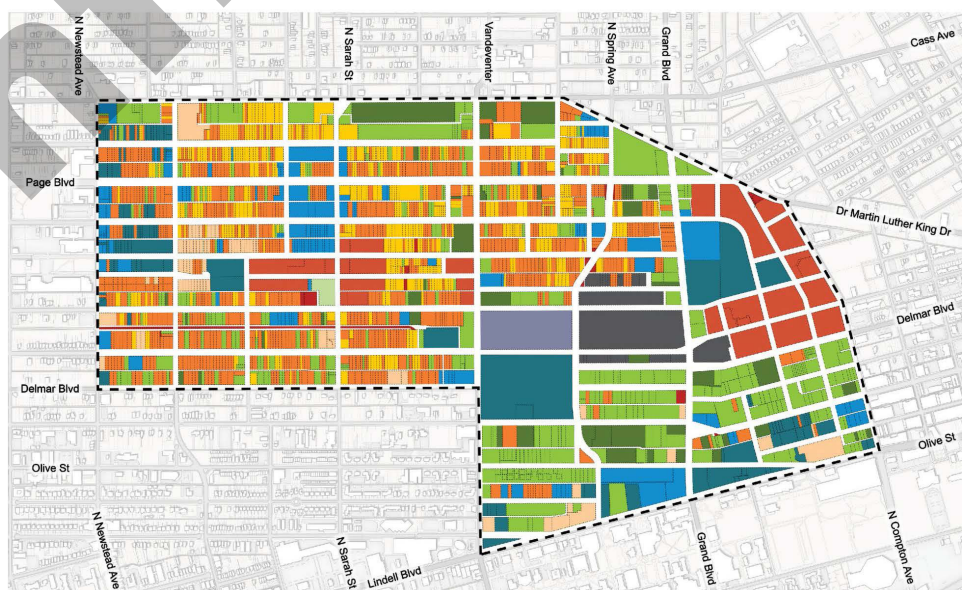 N Newstead Ave
N Sarah St
Vandeventer
N Spring Ave
Grand Blvd
Cass Ave
Page Blvd
Dr Martin Luther King Dr
Delmar Blvd
Delmar Blvd
Olive St
Olive St
N Newstead Ave
N Sarah St
Lindell Blvd
Grand Blvd
N Compton Ave